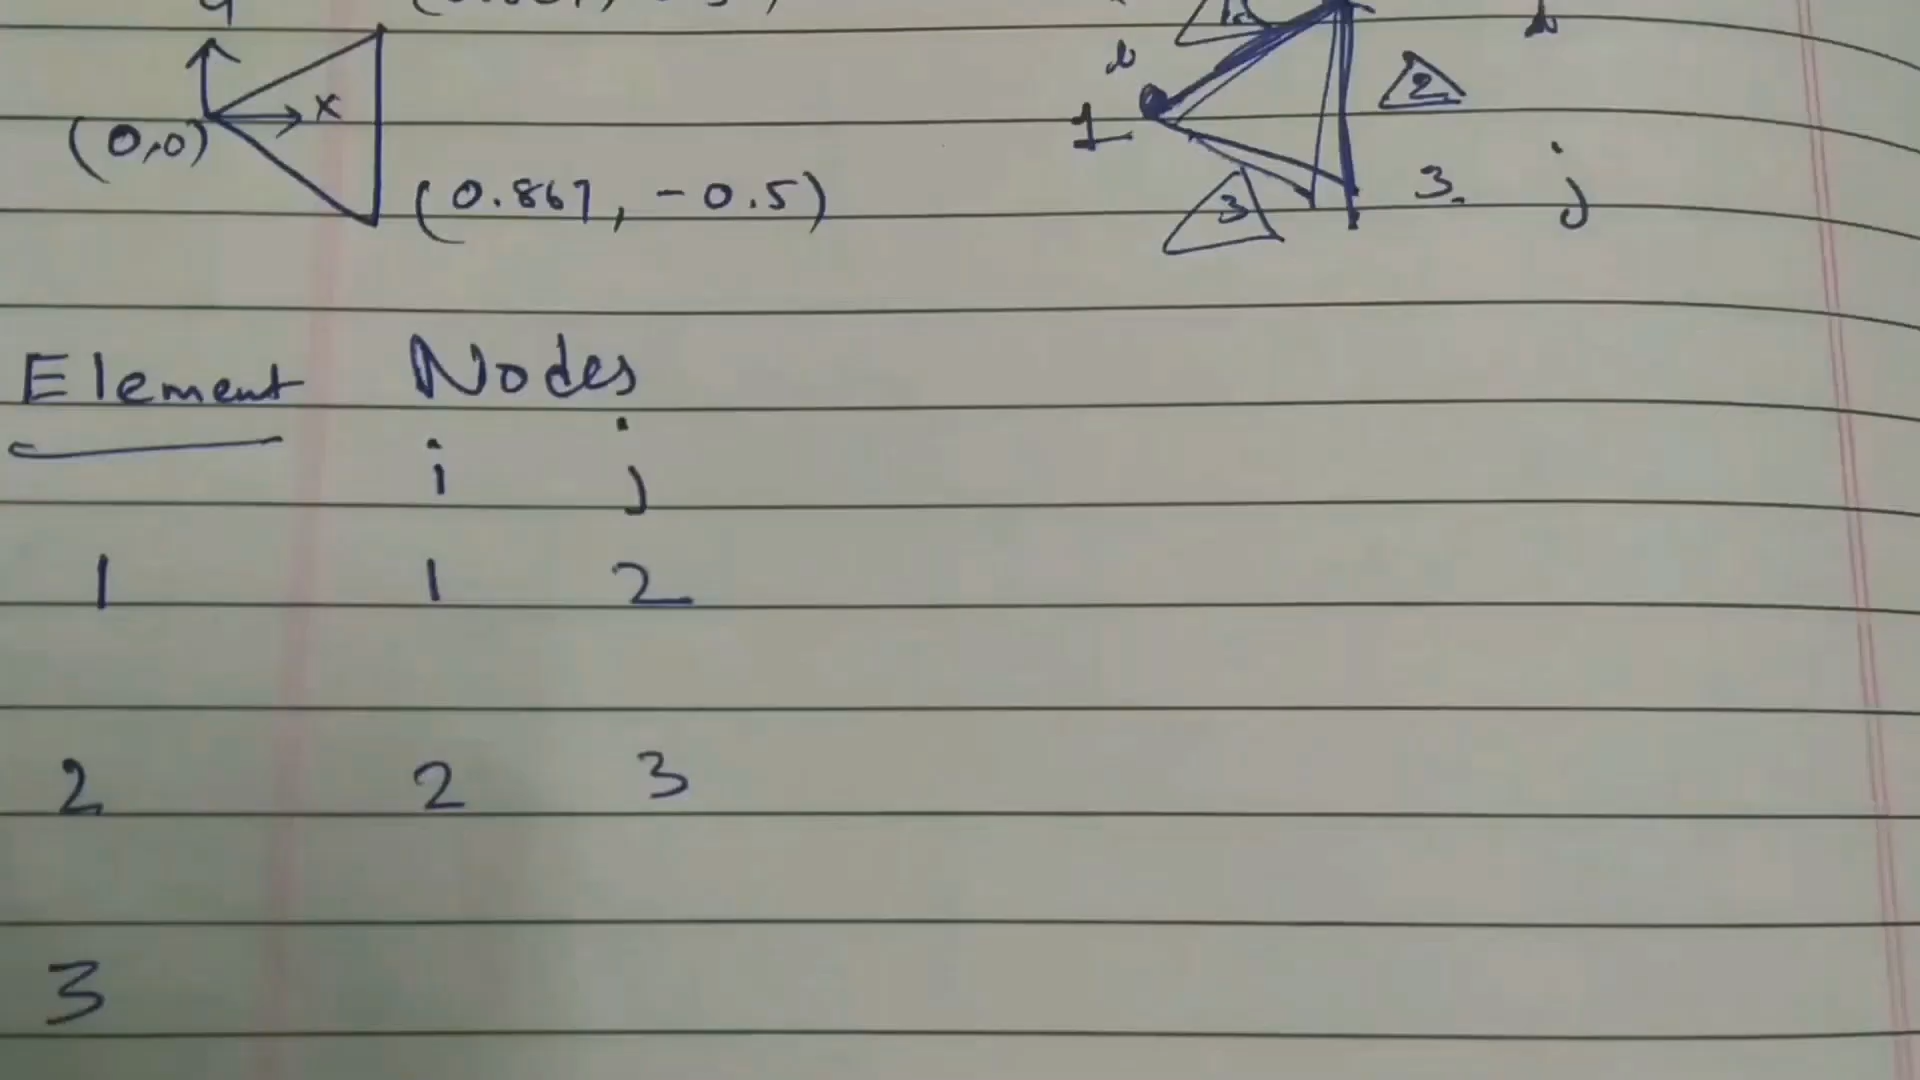 x
(0,0)
(0.867, -0.5)
1
2
3
3.
j
Element Nodes
i j
1 1 2
2 2 3
3